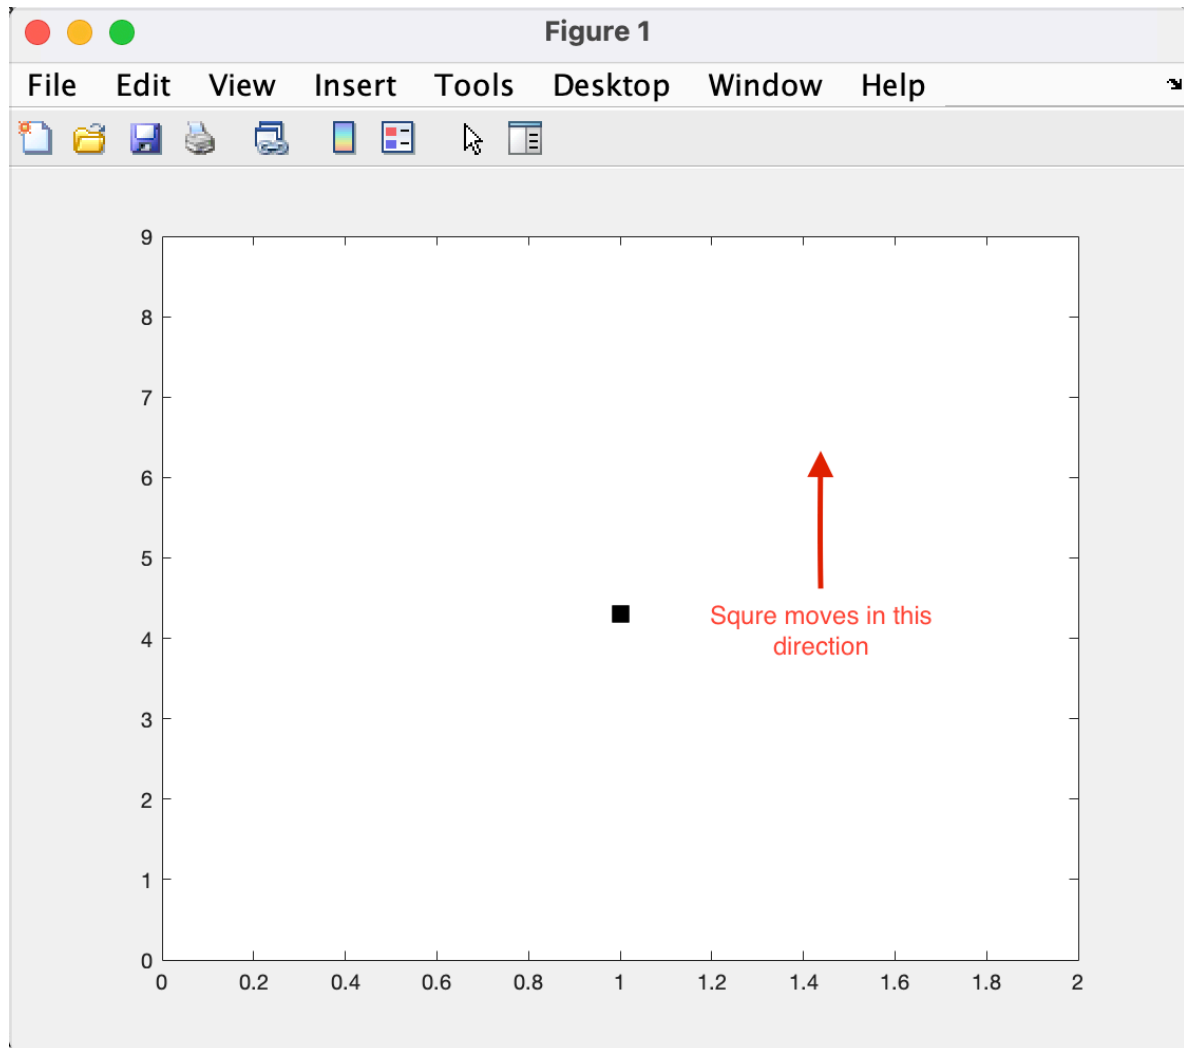 Figure 1
File Edit View Insert Tools Desktop Window Help
9
8
7
6
5
Squre moves in this
direction
4
3
2
1
0
0 0.2 0.4 0.6 0.8 1 1.2 1.4 1.6 1.8 2